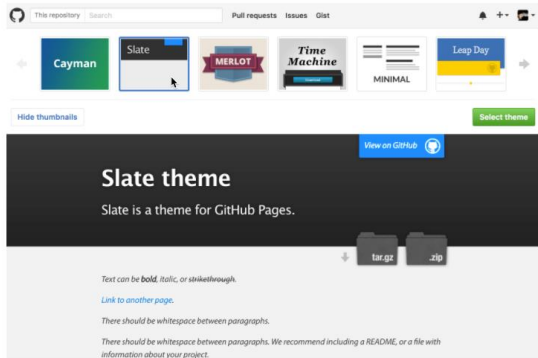 This repository Search Pull requests Issues Gist
Cayman
Slate
MERLOT
Time
Machine
MINIMAL
Leap Day
Hide thumbnails
Select theme
View on GitHub
Slate theme
Slate is a theme for GitHub Pages.
tar.gz
.zip
Text can be bold, italic, or strikethrough.
Link to another page.
There should be whitespace between paragraphs.
There should be whitespace between paragraphs. We recommend including a README, or a file with
information about your project.